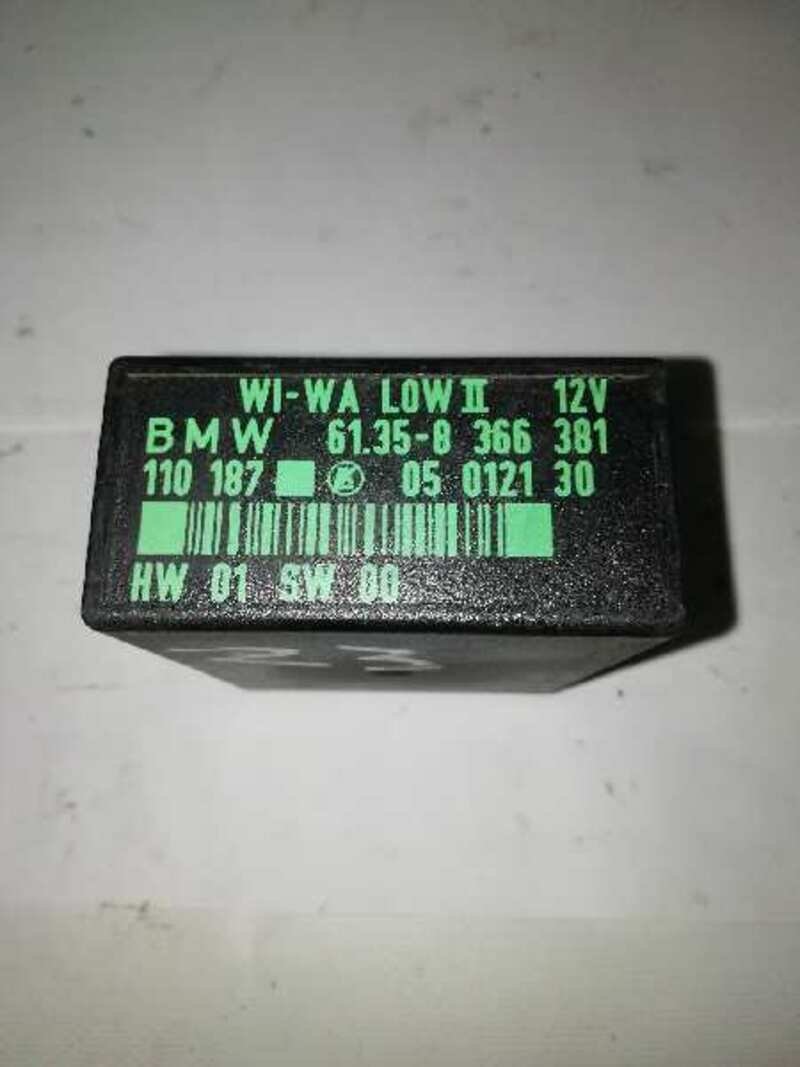 WI-WA LOW II 12V
BMW 61.35-8 366 381
110 187 05 0121 30
HW 01 SW 00
23